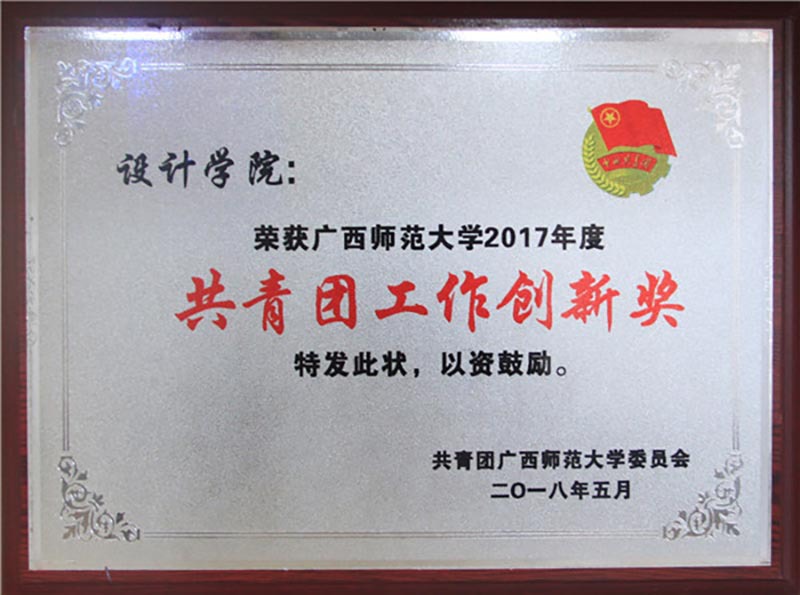 设计学院：
荣获广西师范大学2017年度
共青团工作创新奖
特发此状，以资鼓励。
共青团广西师范大学委员会
二〇一八年五月